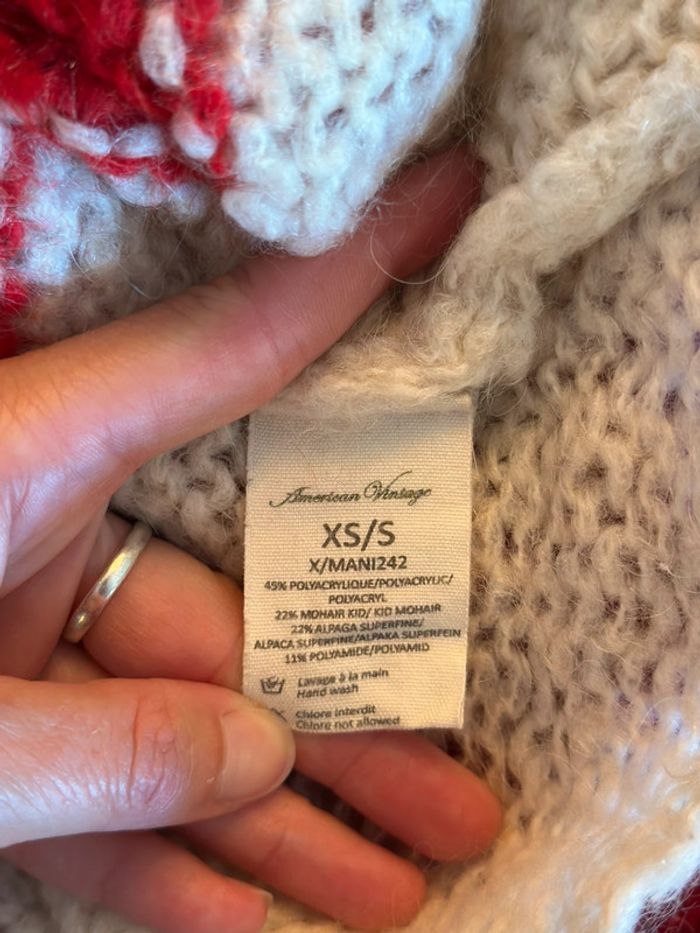 American Vintage
XS/S
X/MANI242
45% POLYACRYLIQUE/POLYACRYLIC/
POLYACRYL
22% MOHAIR KID/ KID MOHAIR
22% ALPAGA SUPERFINE/
ALPACA SUPERFINE/ALPAKA SUPERFEIN
11% POLYAMIDE/POLYAMID
Lavage à la main
Hand wash
Chlore interdit
Chlore not allowed